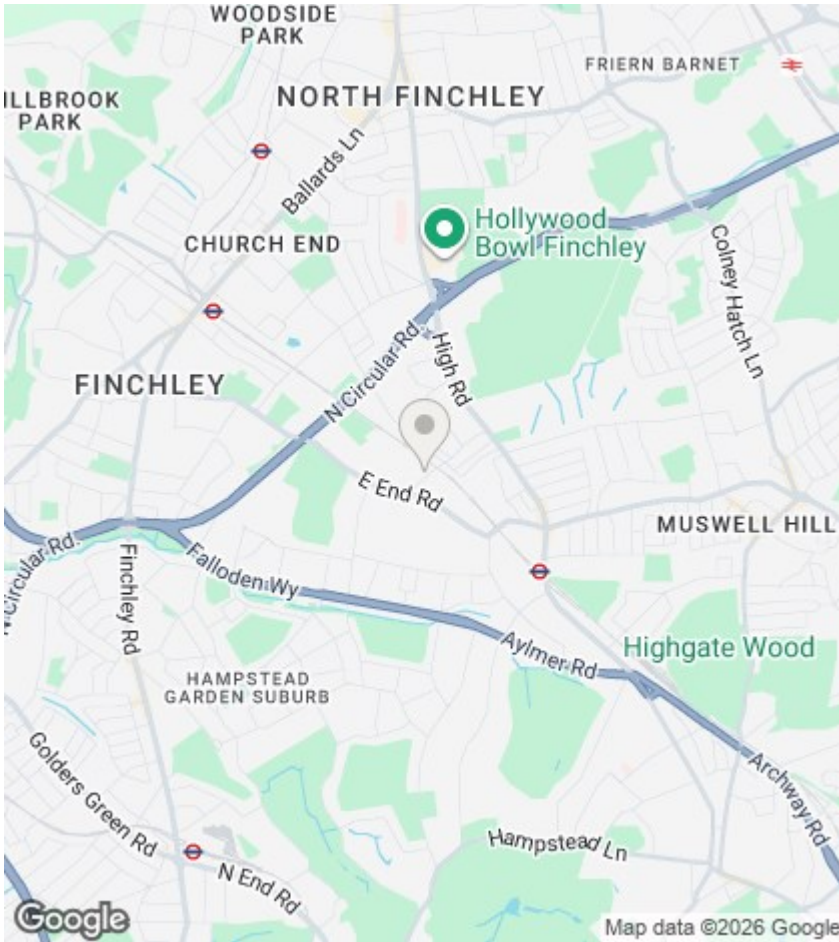 WOODSIDE
PARK
FRIERN BARNET
ILLBROOK
PARK
NORTH FINCHLEY
Ballards Ln
Hollywood
Bowl Finchley
CHURCH END
Colney Hatch Ln
N Circular Rd
High Rd
FINCHLEY
E End Rd
MUSWELL HILL
N Circular Rd
Finchley Rd
Falloden Wy
Aylmer Rd
Highgate Wood
HAMPSTEAD
GARDEN SUBURB
Golders Green Rd
Archway Rd
Hampstead Ln
N End Rd
Google
Map data ©2026 Google